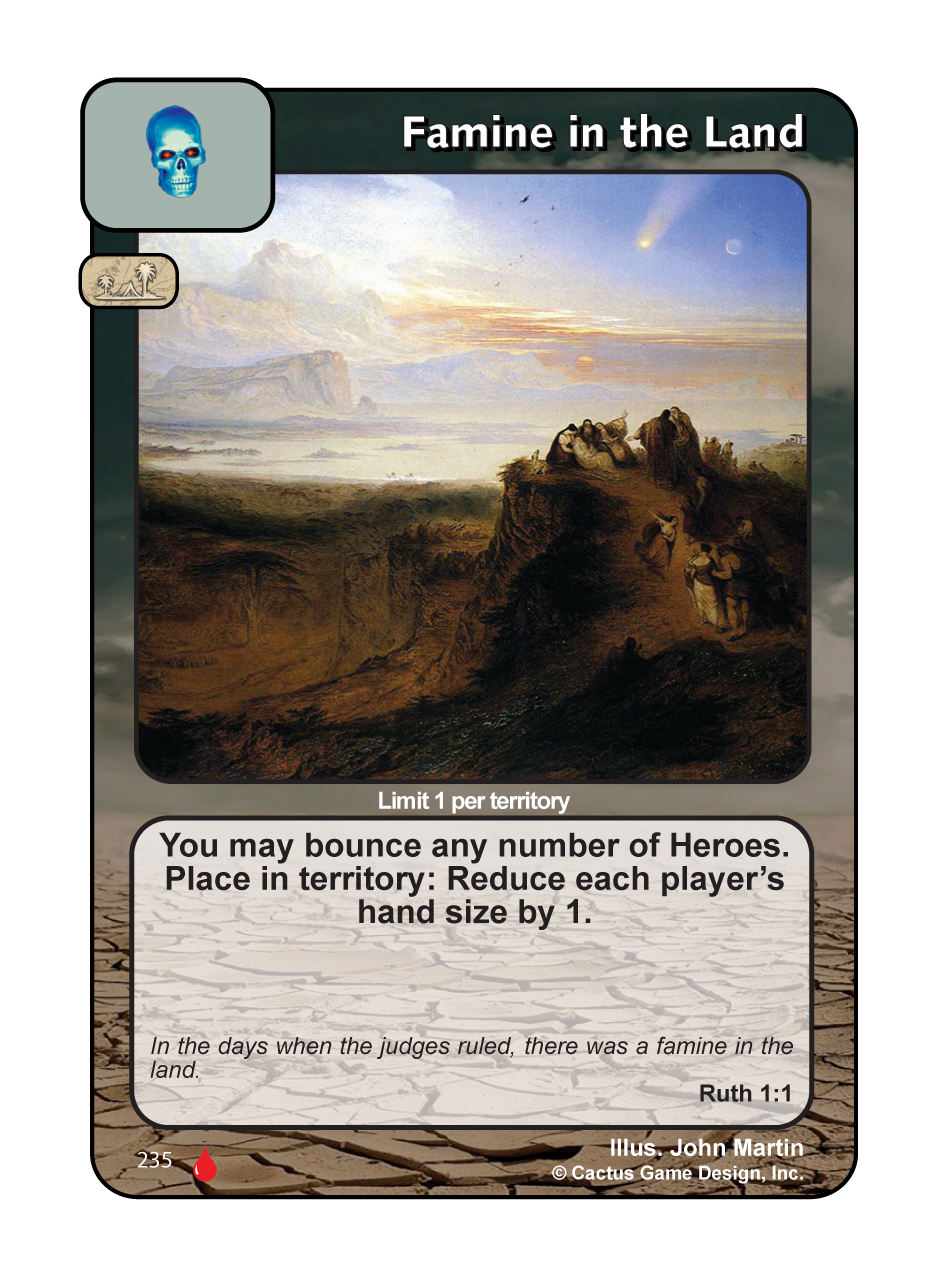 Famine in the Land
Limit 1 per territory
You may bounce any number of Heroes.
Place in territory: Reduce each player’s
hand size by 1.
In the days when the judges ruled, there was a famine in the
land.
Ruth 1:1
235
Illus. John Martin
© Cactus Game Design, Inc.